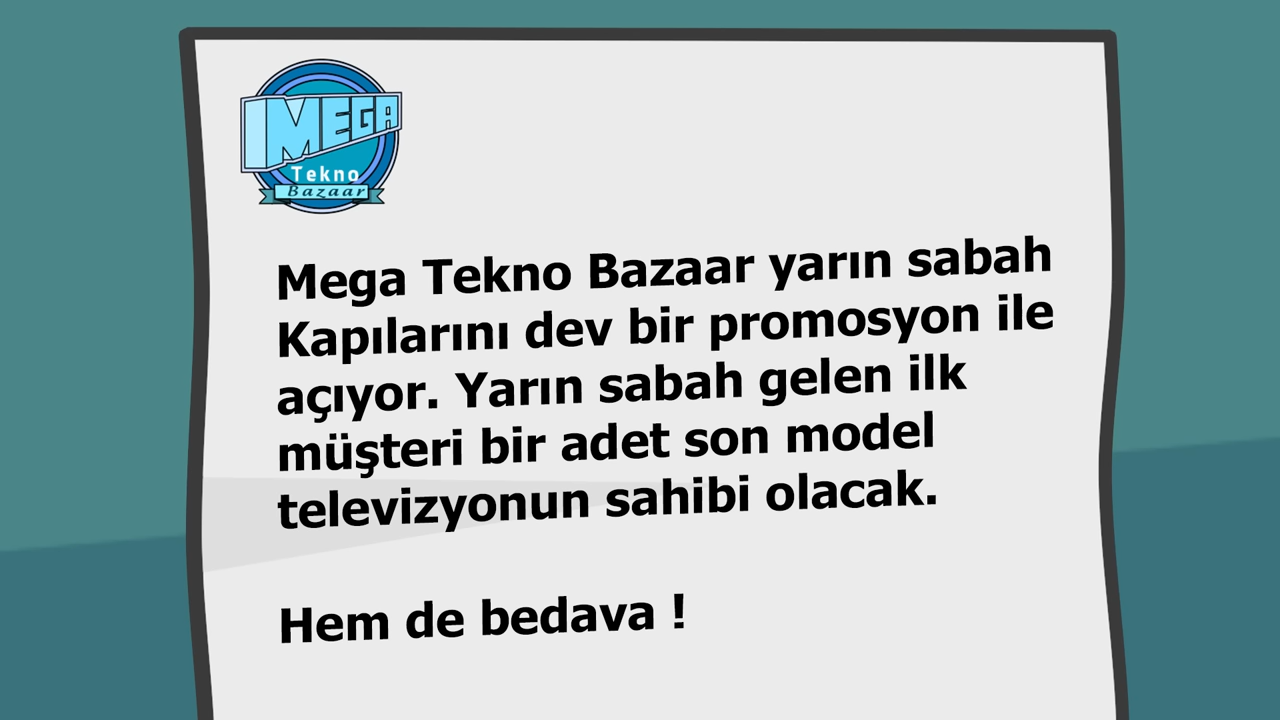 MEGA
Tekno
Bazaar
Mega Tekno Bazaar yarın sabah
Kapılarını dev bir promosyon ile
açıyor. Yarın sabah gelen ilk
müşteri bir adet son model
televizyonun sahibi olacak.
Hem de bedava !